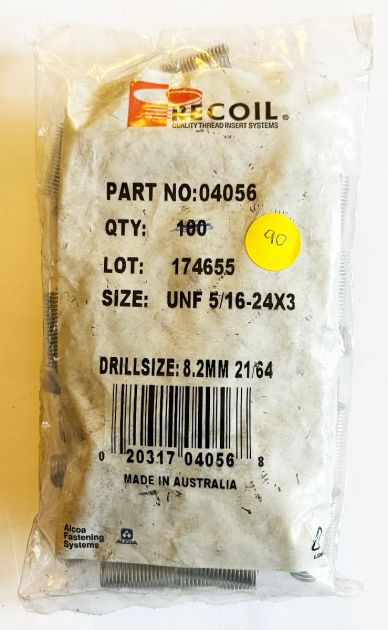 RECOIL®
QUALITY THREAD INSERT SYSTEMS
PART NO:04056
QTY: 100
90
LOT: 174655
SIZE: UNF 5/16-24X3
DRILLSIZE: 8.2MM 21/64
0 20317 04056 8
MADE IN AUSTRALIA
Alcoa
Fastening
Systems
ALCOA